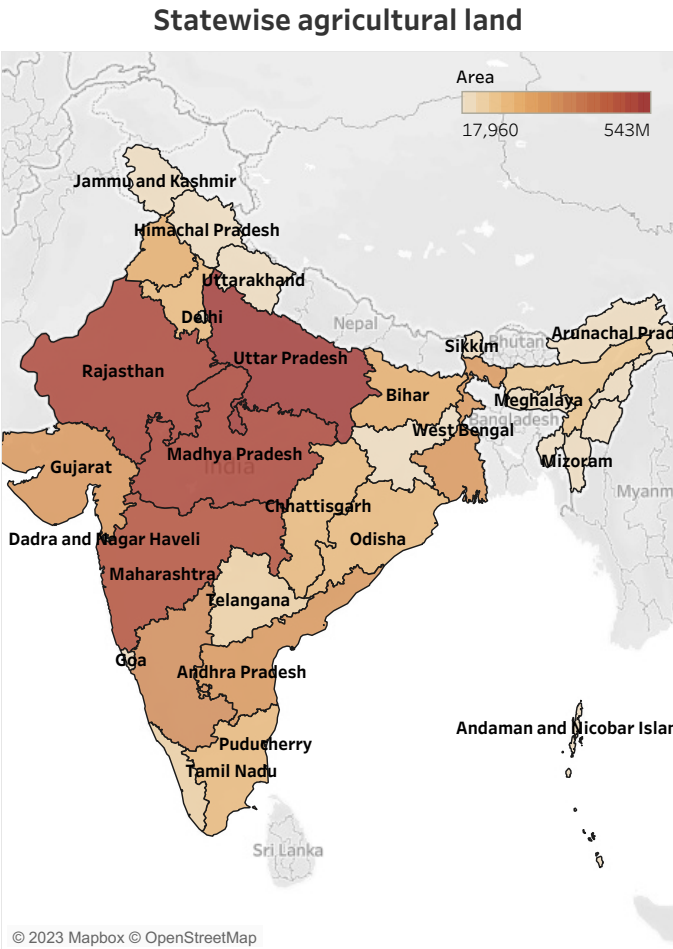 Statewise agricultural land
Area
17,960 543M
Jammu and Kashmir
Himachal Pradesh
Uttarakhand
Delhi
Nepal
Sikkim
Bhutan
Arunachal Prad
Rajasthan
Uttar Pradesh
Bihar
Meghalaya
Bangladesh
West Bengal
Madhya Pradesh
India
Gujarat
Mizoram
Myanm
Chhattisgarh
Dadra and Nagar Haveli
Odisha
Maharashtra
Telangana
Goa
Andhra Pradesh
Andaman and Nicobar Islan
Puducherry
Tamil Nadu
Sri Lanka
© 2023 Mapbox © OpenStreetMap